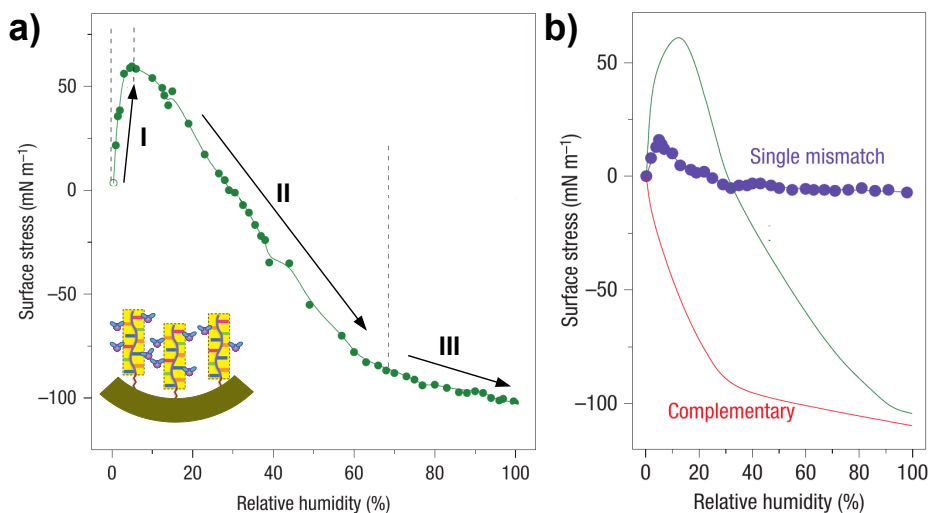 a)
50
0
−50
−100
Surface stress (mN m⁻¹)
I
II
III
0
20
40
60
80
100
Relative humidity (%)
b)
50
0
−50
−100
Surface stress (mN m⁻¹)
Single mismatch
Complementary
0
20
40
60
80
100
Relative humidity (%)